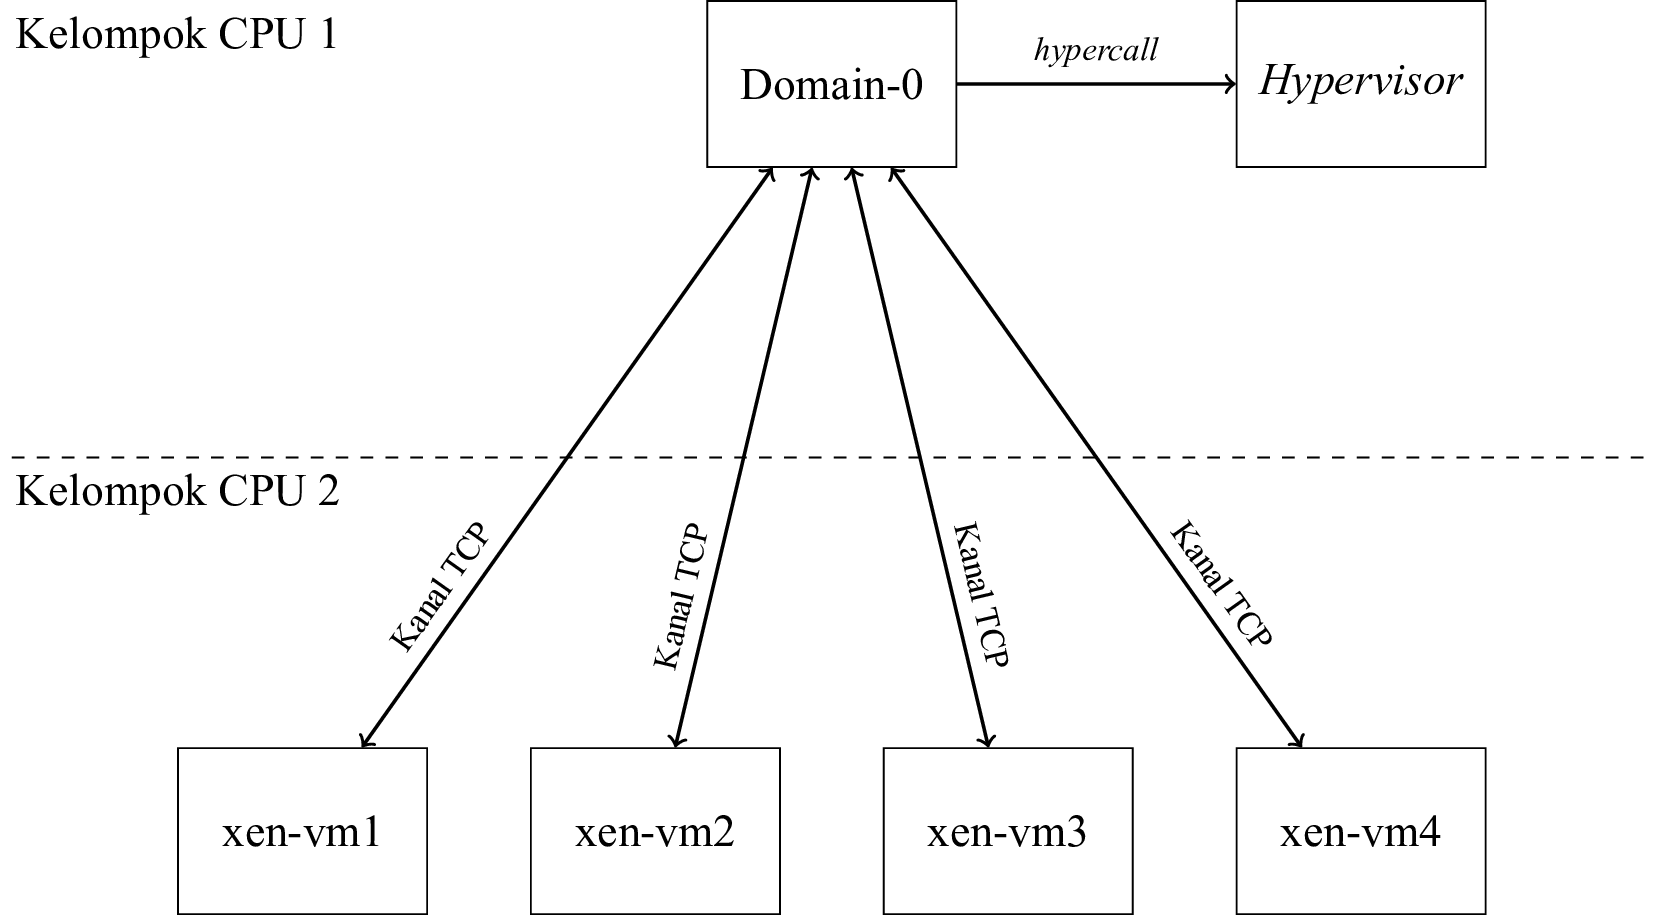 Kelompok CPU 1
Domain-0
hypercall
Hypervisor
Kelompok CPU 2
Kanal TCP
Kanal TCP
Kanal TCP
Kanal TCP
xen-vm1
xen-vm2
xen-vm3
xen-vm4